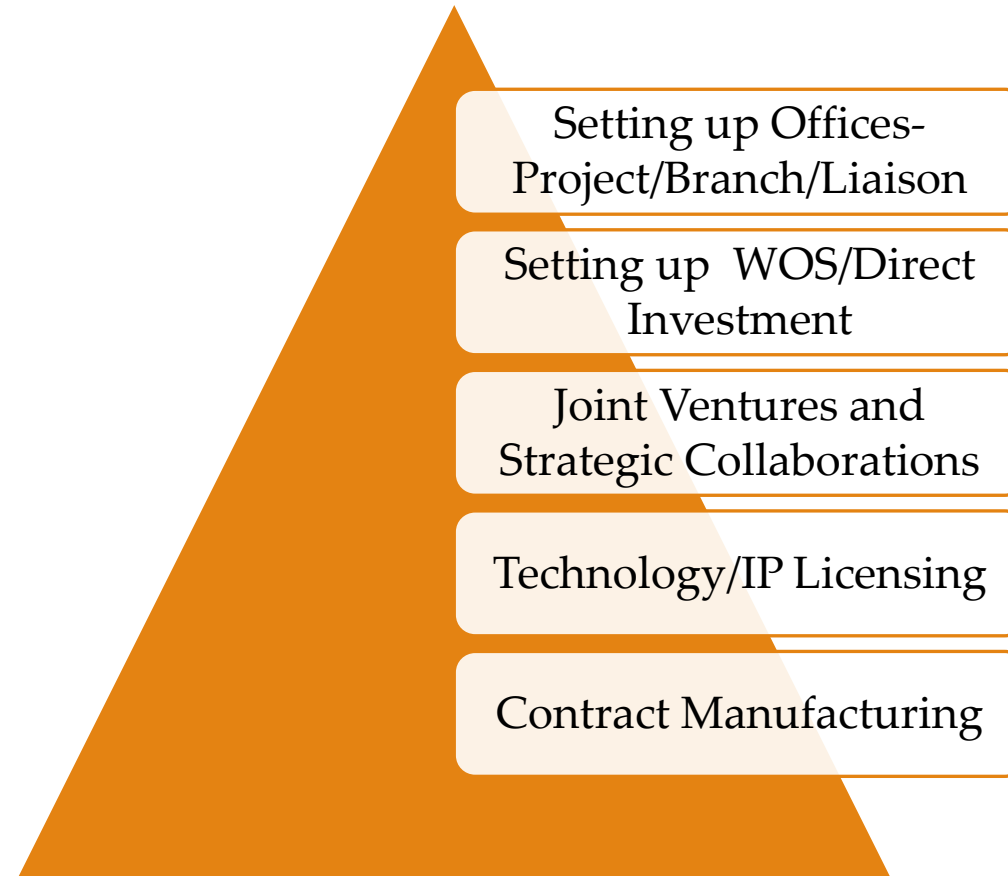 Setting up Offices-
Project/Branch/Liaison
Setting up  WOS/Direct
Investment
Joint Ventures and
Strategic Collaborations
Technology/IP Licensing
Contract Manufacturing